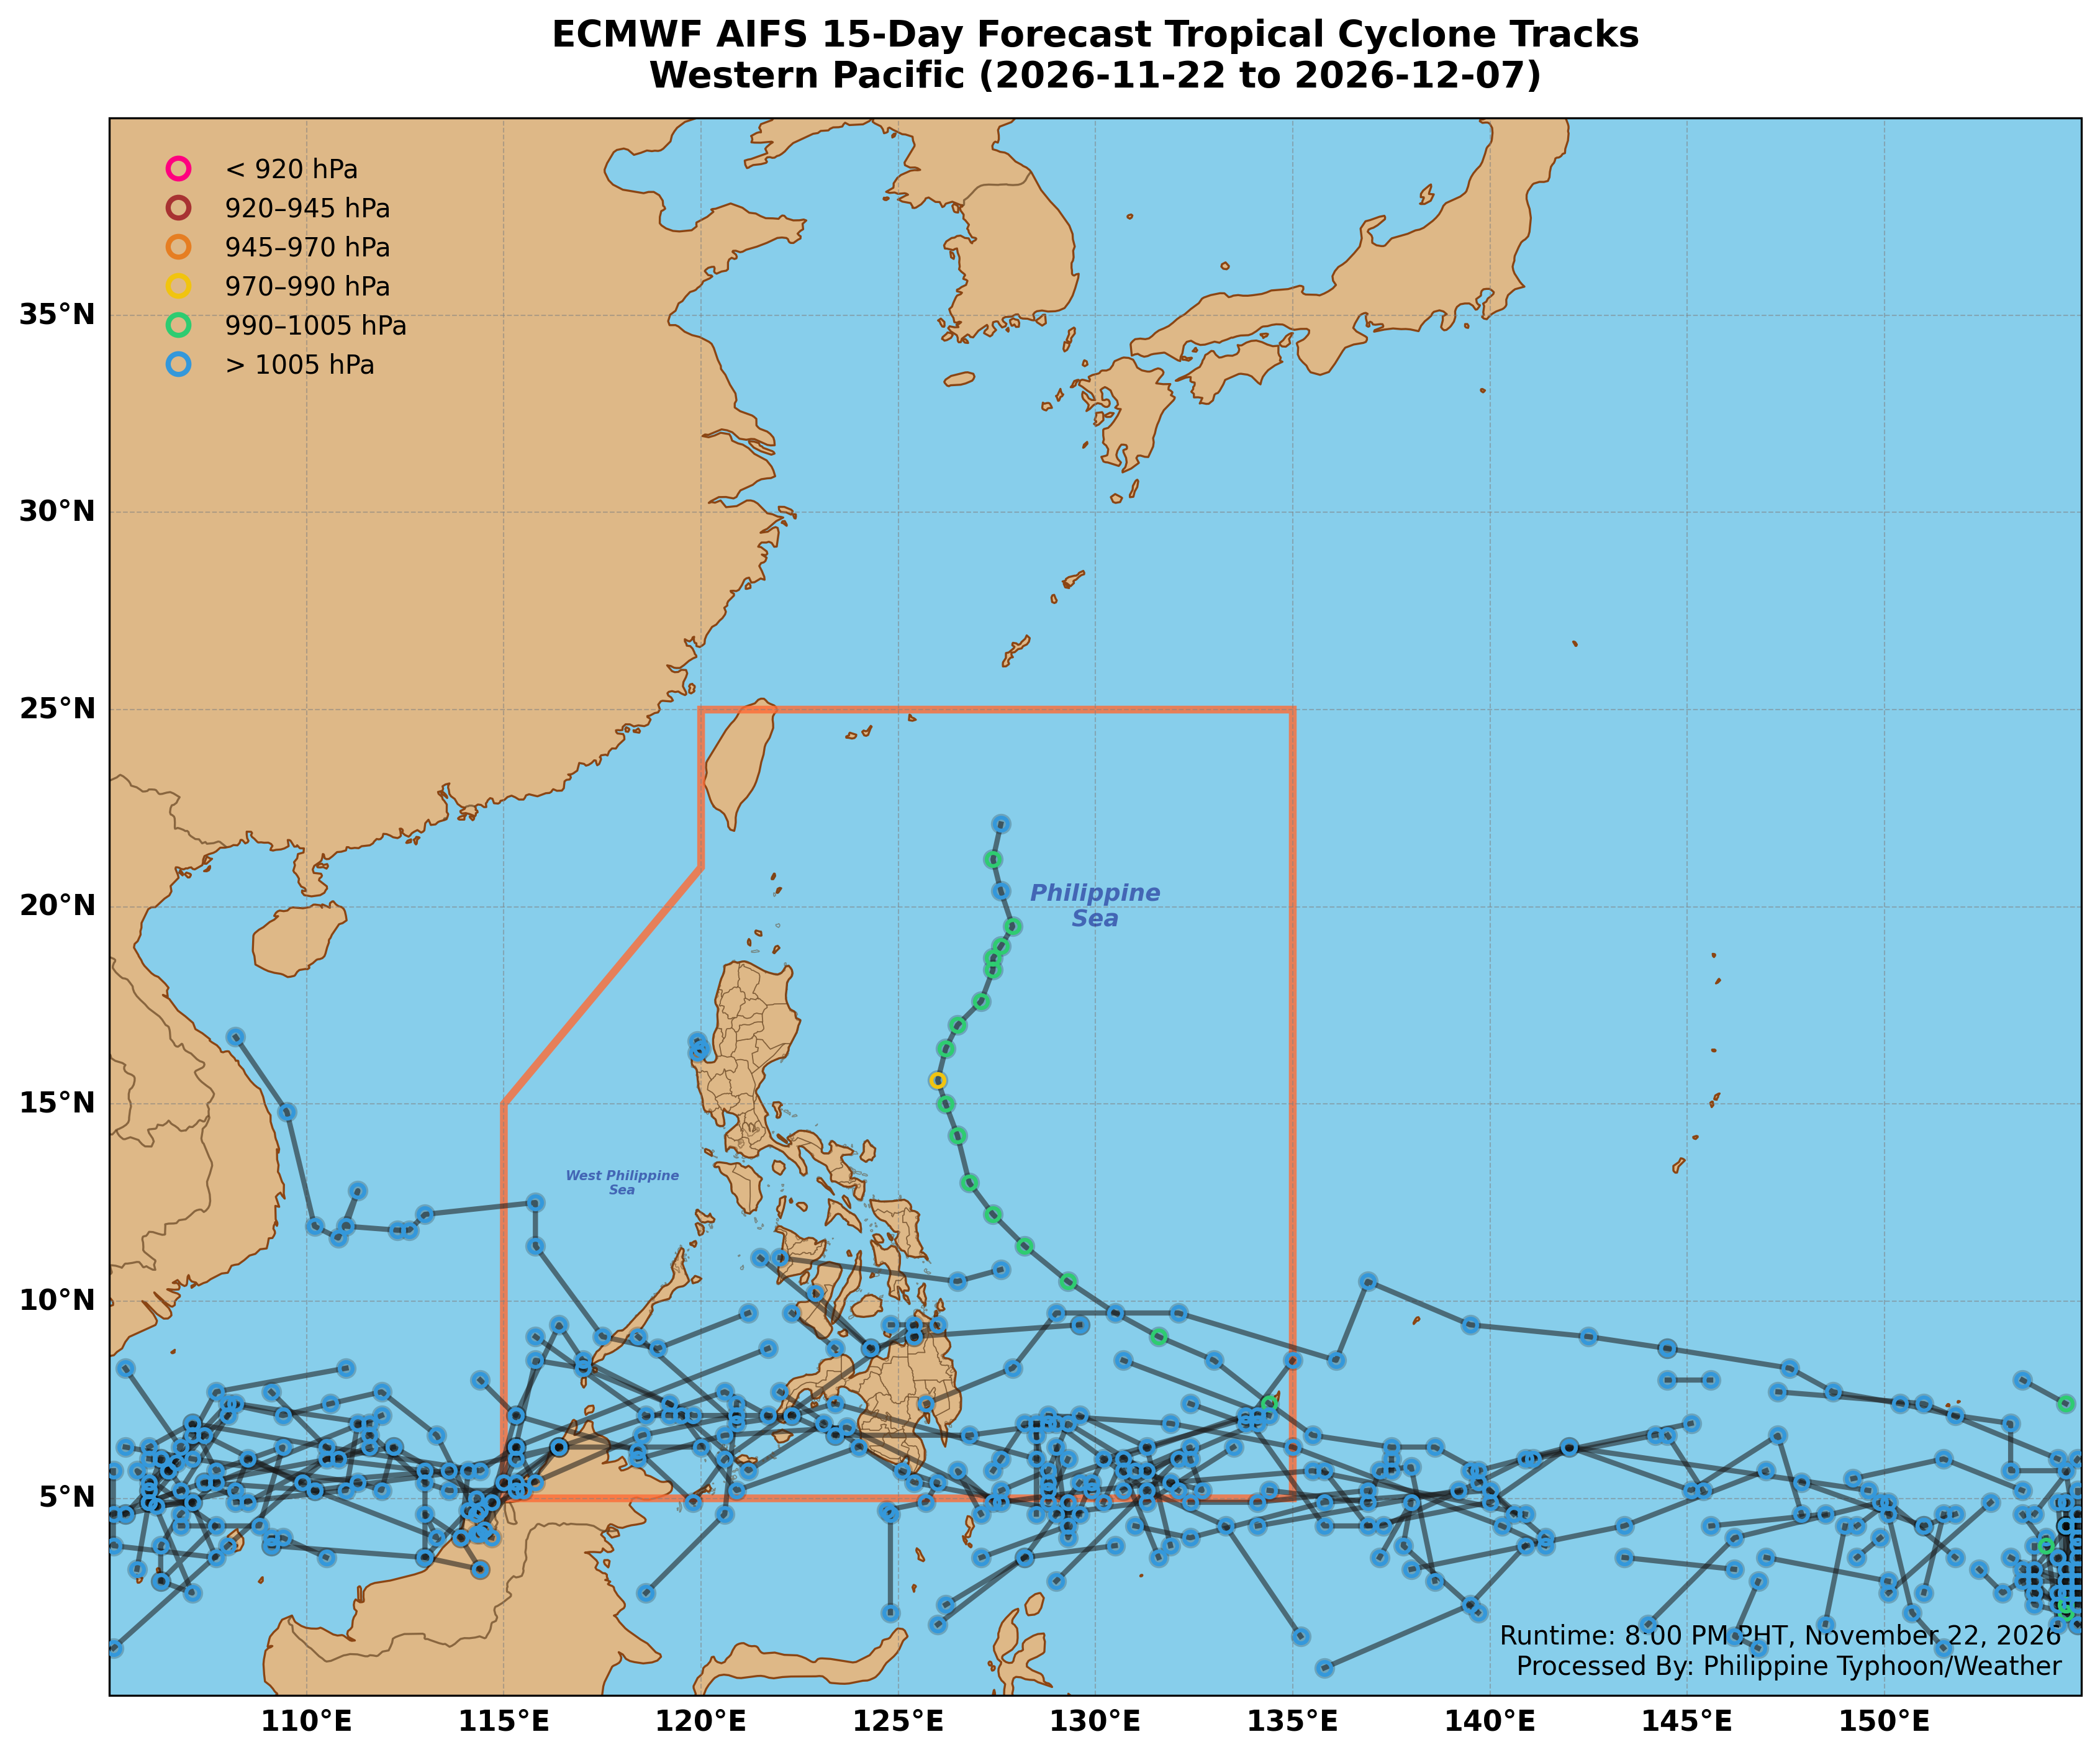 ECMWF AIFS 15-Day Forecast Tropical Cyclone Tracks
Western Pacific (2026-11-22 to 2026-12-07)
< 920 hPa
920–945 hPa
945–970 hPa
970–990 hPa
990–1005 hPa
> 1005 hPa
35°N
30°N
25°N
20°N
15°N
10°N
5°N
Philippine
Sea
West Philippine
Sea
Runtime: 8:00 PM PHT, November 22, 2026
Processed By: Philippine Typhoon/Weather
110°E
115°E
120°E
125°E
130°E
135°E
140°E
145°E
150°E